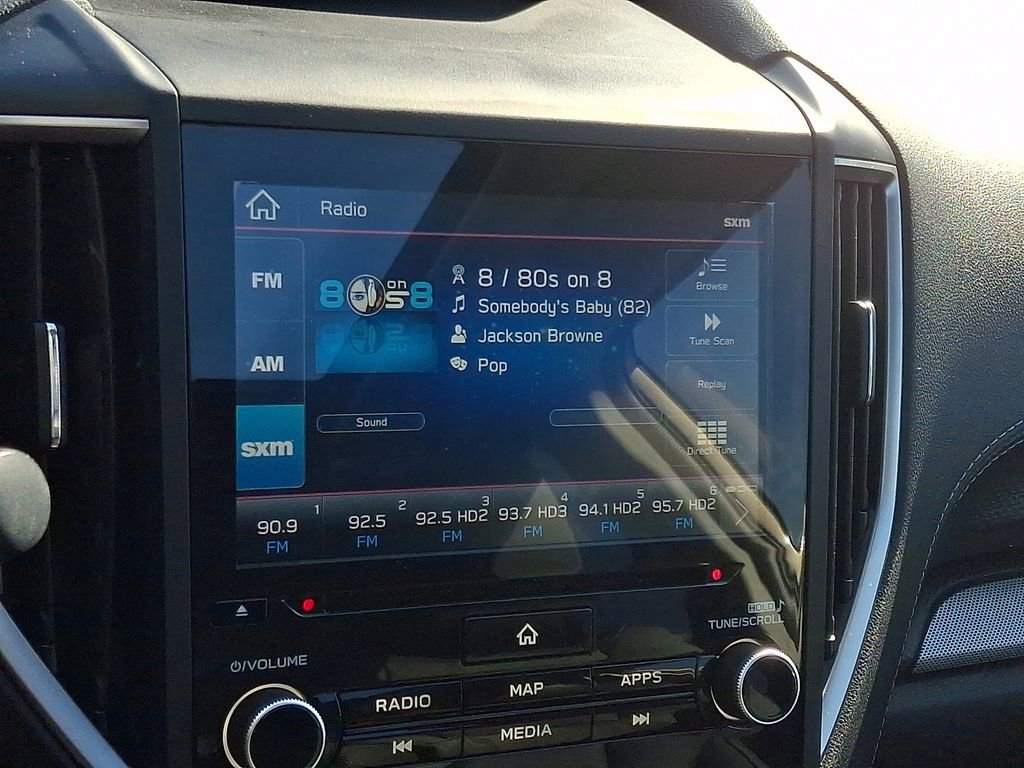 Radio
sxm
FM
AM
sxm
80s on 8
8 / 80s on 8
Somebody's Baby (82)
Jackson Browne
Pop
Browse
Tune Scan
Replay
Direct Tune
Sound
1
90.9
FM
2
92.5
FM
3
92.5 HD2
FM
4
93.7 HD3
FM
5
94.1 HD2
FM
6
95.7 HD2
FM
HOLD
TUNE/SCROLL
VOLUME
RADIO
MAP
APPS
MEDIA